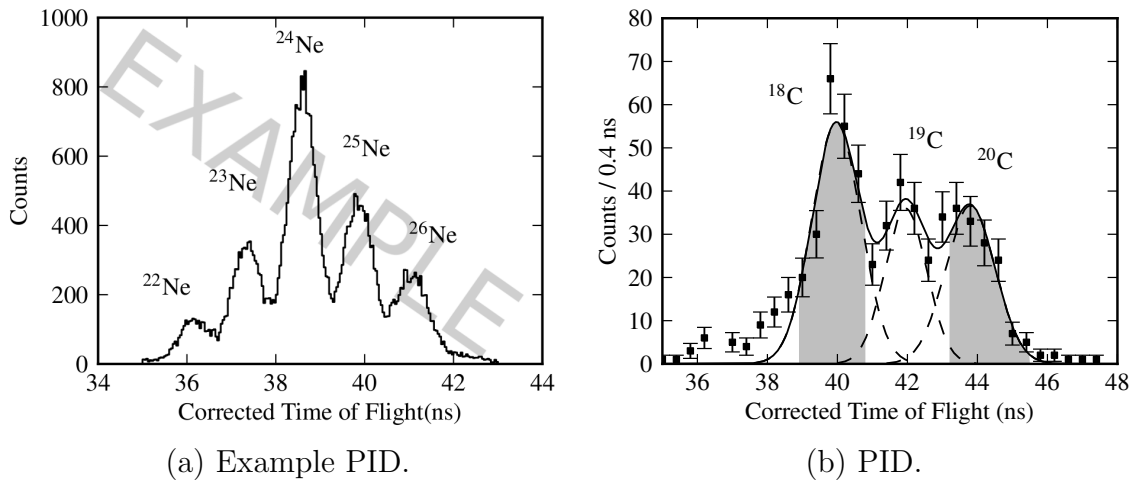 1000
800
600
400
200
0
Counts
EXAMPLE
²²Ne
²³Ne
²⁴Ne
²⁵Ne
²⁶Ne
34 36 38 40 42 44
Corrected Time of Flight(ns)
(a) Example PID.
80
70
60
50
40
30
20
10
0
Counts / 0.4 ns
¹⁸C
¹⁹C
²⁰C
36 38 40 42 44 46 48
Corrected Time of Flight (ns)
(b) PID.